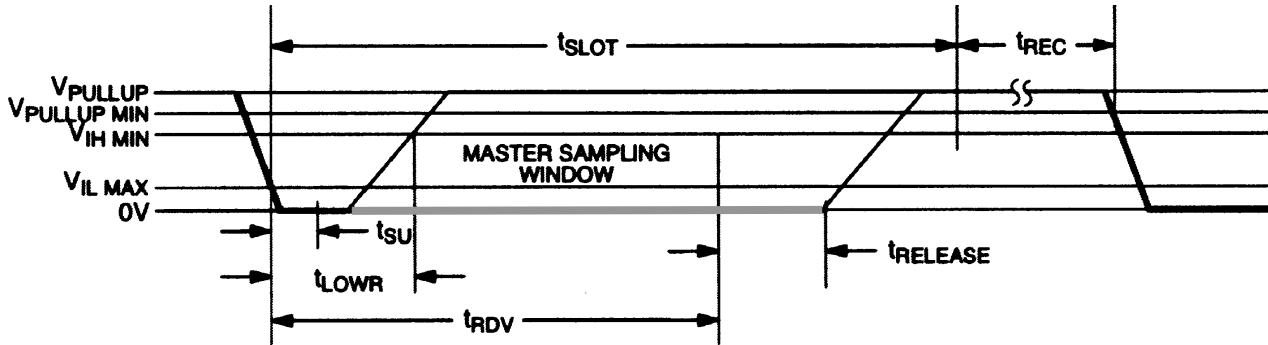 tSLOT
tREC
VPULLUP
VPULLUP MIN
VIH MIN
MASTER SAMPLING
WINDOW
VIL MAX
0V
tSU
tRELEASE
tLOWR
tRDV